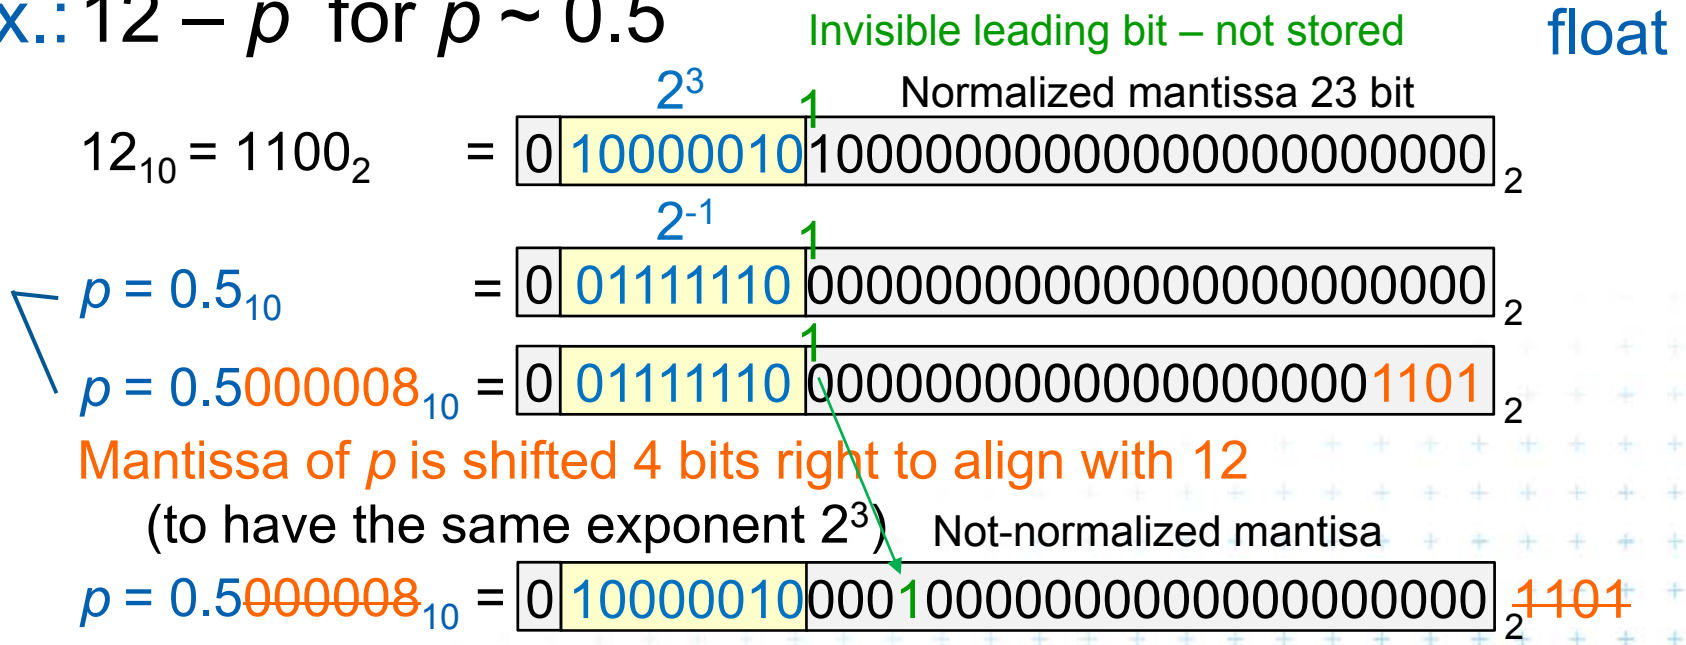 x.: 12 – p for p ~ 0.5 Invisible leading bit – not stored float
2³ 1 Normalized mantissa 23 bit
12₁₀ = 1100₂ = 0 10000010 10000000000000000000000 ₂
2⁻¹ 1
p = 0.5₁₀ = 0 01111110 00000000000000000000000 ₂
1
p = 0.5000008₁₀ = 0 01111110 00000000000000000001101 ₂
Mantissa of p is shifted 4 bits right to align with 12
(to have the same exponent 2³) Not-normalized mantisa
p = 0.5000008₁₀ = 0 10000010 00010000000000000000000 ₂ 1101